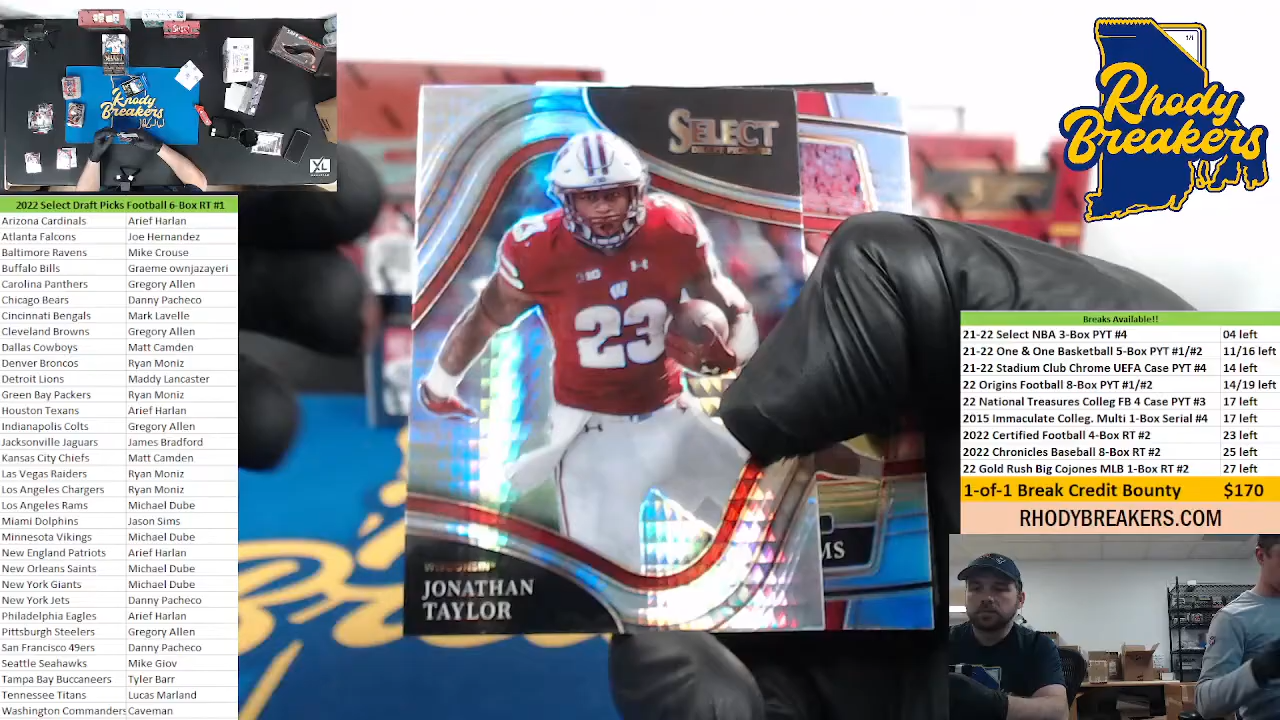 Rhody
Breakers
XL
1/1
Rhody
Breakers
SELECT
DRAFT PICKS
W
23
WISCONSIN
JONATHAN
TAYLOR
MS
2022 Select Draft Picks Football 6-Box RT #1
Arizona Cardinals Arief Harlan
Atlanta Falcons Joe Hernandez
Baltimore Ravens Mike Crouse
Buffalo Bills Graeme ownjazayeri
Carolina Panthers Gregory Allen
Chicago Bears Danny Pacheco
Cincinnati Bengals Mark Lavelle
Cleveland Browns Gregory Allen
Dallas Cowboys Matt Camden
Denver Broncos Ryan Moniz
Detroit Lions Maddy Lancaster
Green Bay Packers Ryan Moniz
Houston Texans Arief Harlan
Indianapolis Colts Gregory Allen
Jacksonville Jaguars James Bradford
Kansas City Chiefs Matt Camden
Las Vegas Raiders Ryan Moniz
Los Angeles Chargers Ryan Moniz
Los Angeles Rams Michael Dube
Miami Dolphins Jason Sims
Minnesota Vikings Michael Dube
New England Patriots Arief Harlan
New Orleans Saints Michael Dube
New York Giants Michael Dube
New York Jets Danny Pacheco
Philadelphia Eagles Arief Harlan
Pittsburgh Steelers Gregory Allen
San Francisco 49ers Danny Pacheco
Seattle Seahawks Mike Giov
Tampa Bay Buccaneers Tyler Barr
Tennessee Titans Lucas Marland
Washington Commanders Caveman
Breaks Available!!
21-22 Select NBA 3-Box PYT #4 04 left
21-22 One & One Basketball 5-Box PYT #1/#2 11/16 left
21-22 Stadium Club Chrome UEFA Case PYT #4 14 left
22 Origins Football 8-Box PYT #1/#2 14/19 left
22 National Treasures Colleg FB 4 Case PYT #3 17 left
2015 Immaculate Colleg. Multi 1-Box Serial #4 17 left
2022 Certified Football 4-Box RT #2 23 left
2022 Chronicles Baseball 8-Box RT #2 25 left
22 Gold Rush Big Cojones MLB 1-Box RT #2 27 left
1-of-1 Break Credit Bounty $170
RHODYBREAKERS.COM